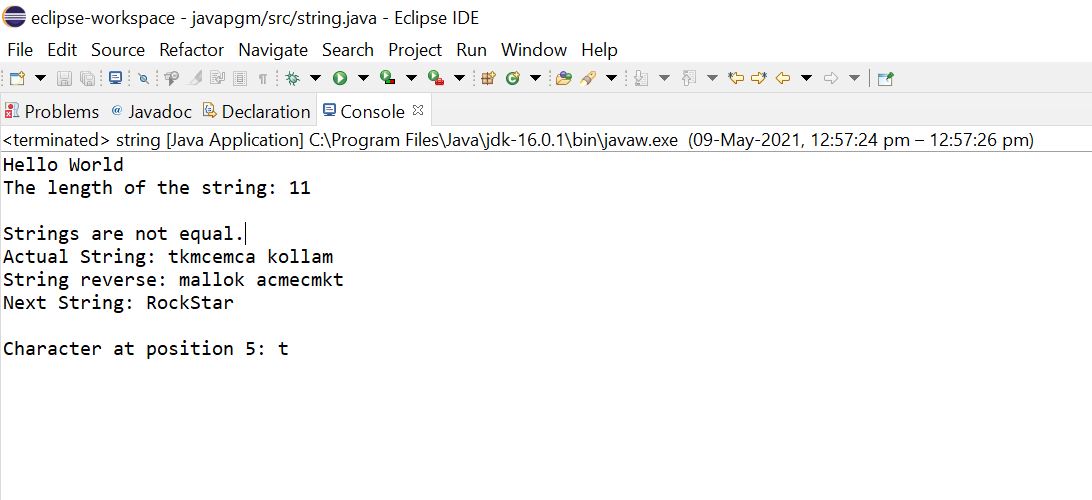 eclipse-workspace - javapgm/src/string.java - Eclipse IDE
File Edit Source Refactor Navigate Search Project Run Window Help
Problems @ Javadoc Declaration Console
<terminated> string [Java Application] C:\Program Files\Java\jdk-16.0.1\bin\javaw.exe (09-May-2021, 12:57:24 pm – 12:57:26 pm)
Hello World
The length of the string: 11
Strings are not equal.
Actual String: tkmcemca kollam
String reverse: mallok acmecmkt
Next String: RockStar
Character at position 5: t